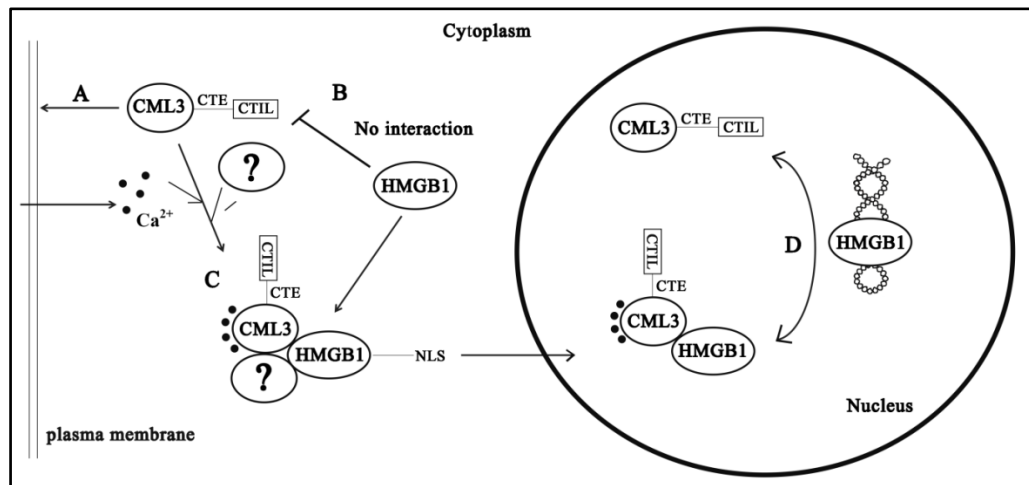 Cytoplasm
A
CML3
CTE
CTIL
B
No interaction
?
HMGB1
Ca²⁺
C
CTIL
CTE
CML3
HMGB1
NLS
?
plasma membrane
CML3
CTE
CTIL
D
HMGB1
CTIL
CTE
CML3
HMGB1
Nucleus